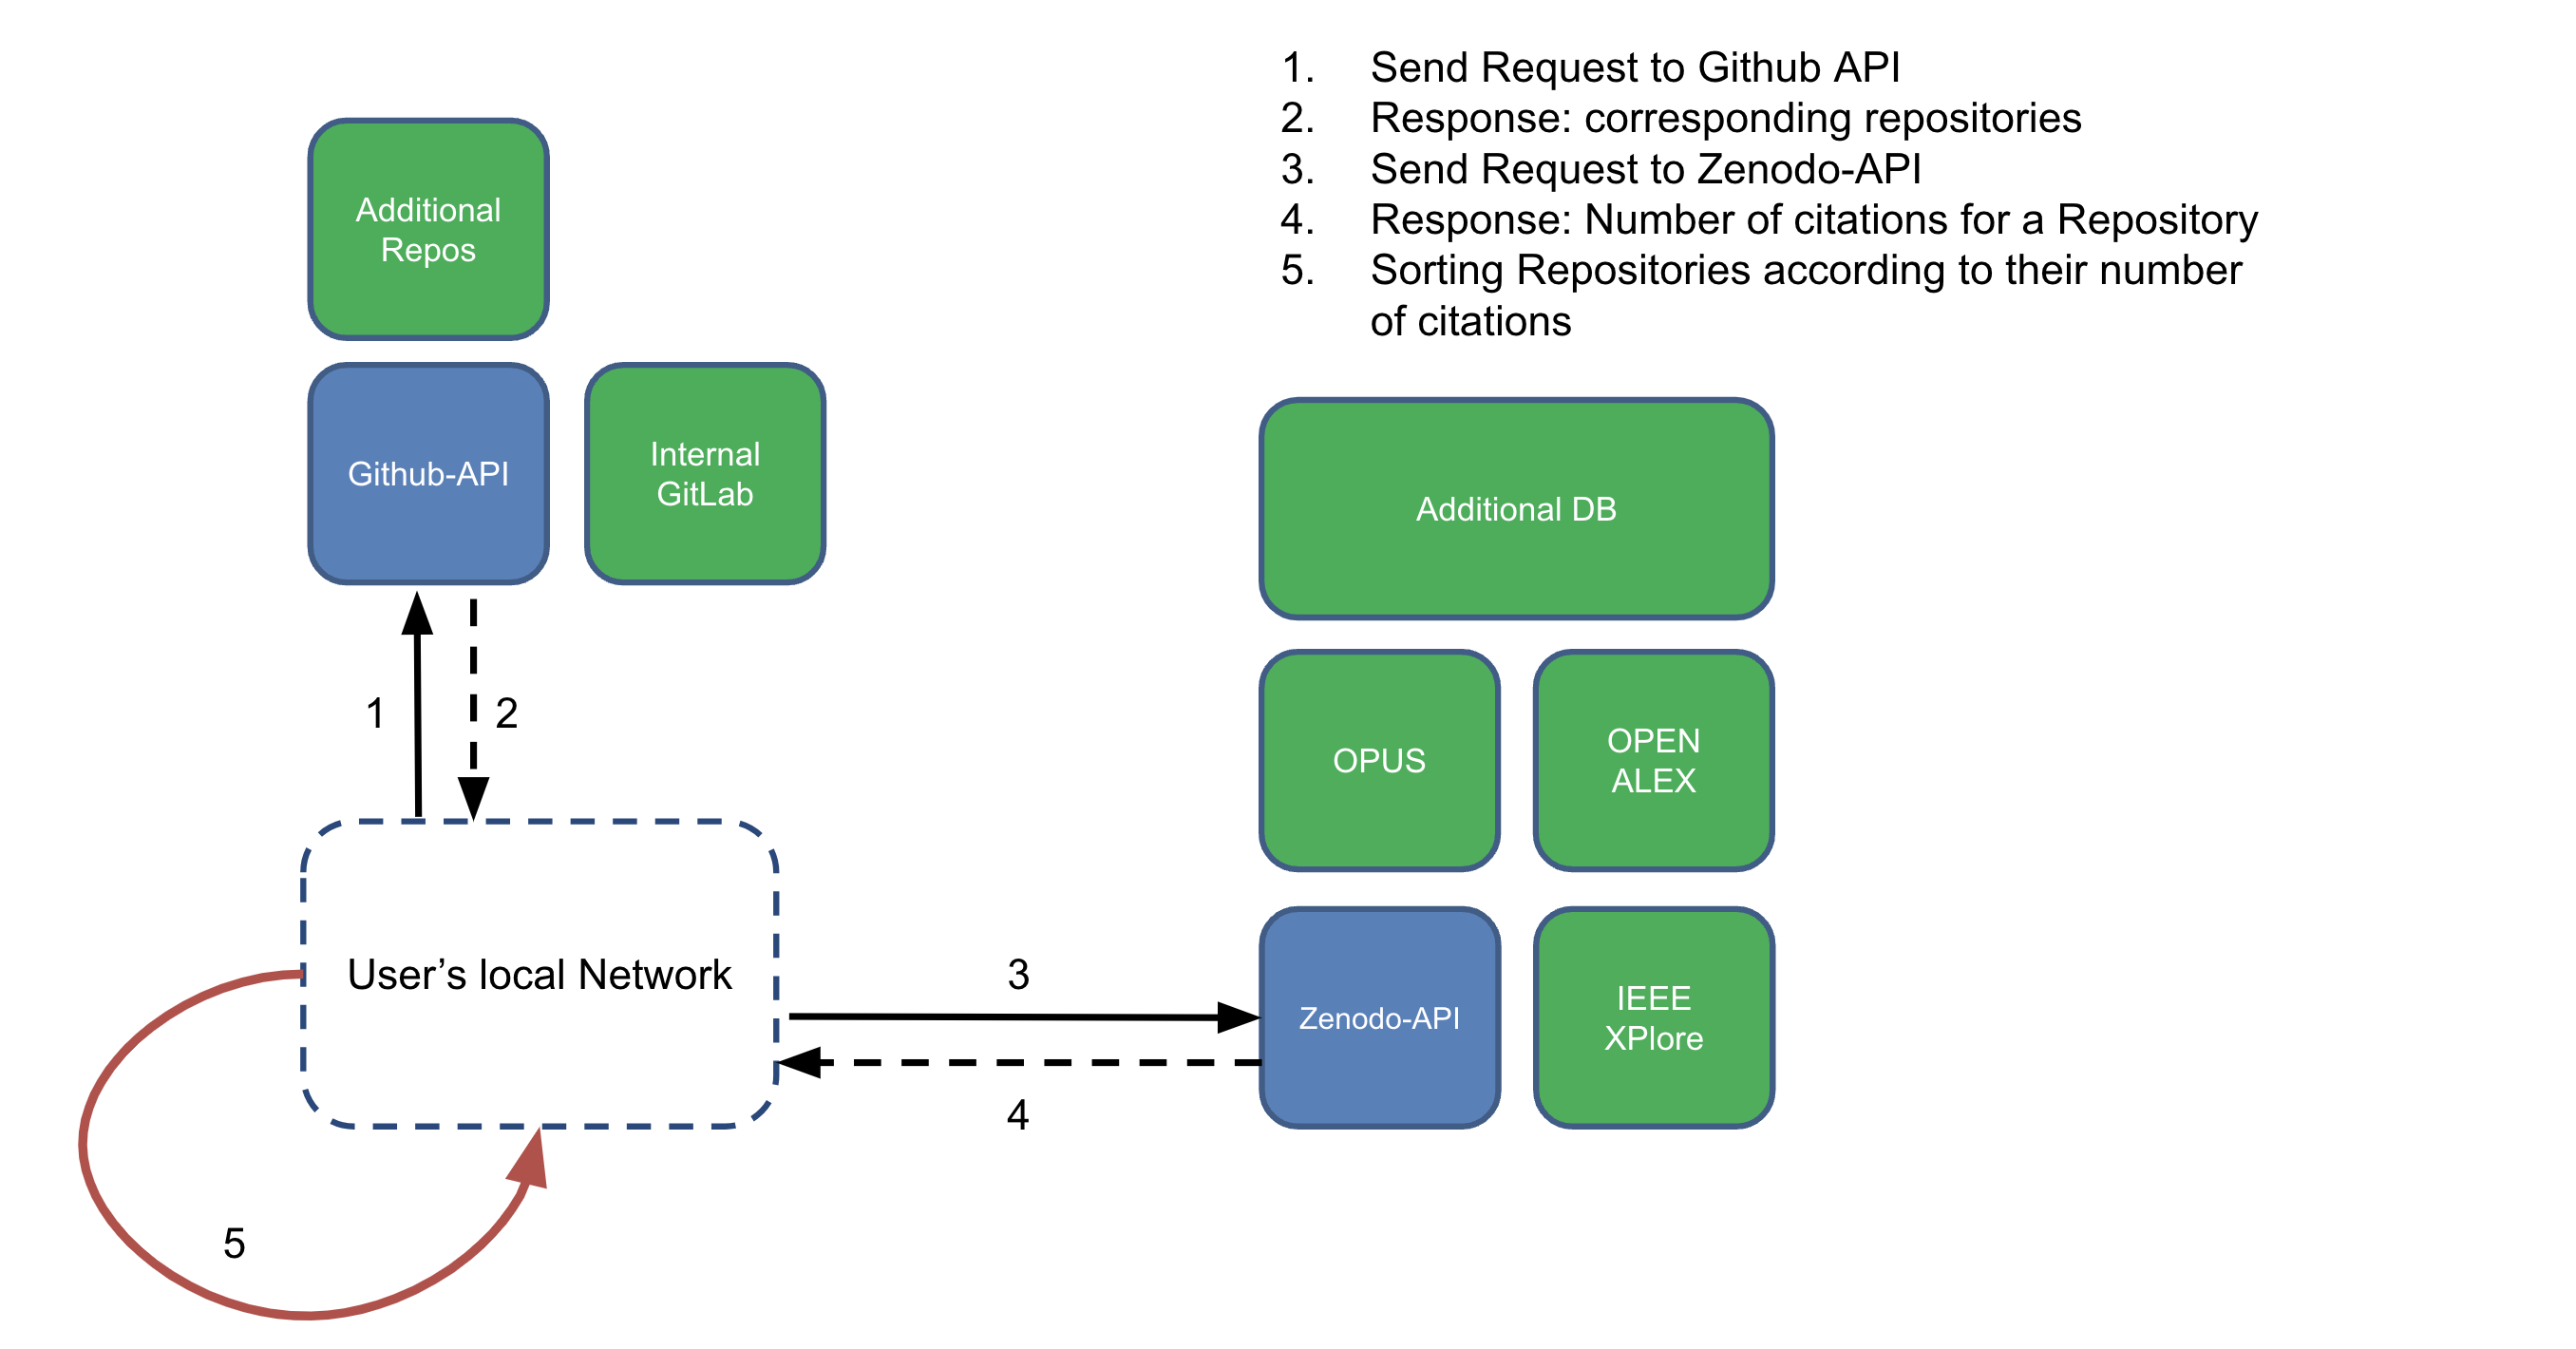 1. Send Request to Github API
2. Response: corresponding repositories
3. Send Request to Zenodo-API
4. Response: Number of citations for a Repository
5. Sorting Repositories according to their number
of citations
Additional
Repos
Github-API
Internal
GitLab
Additional DB
1
2
OPUS
OPEN
ALEX
User’s local Network
3
4
Zenodo-API
IEEE
XPlore
5